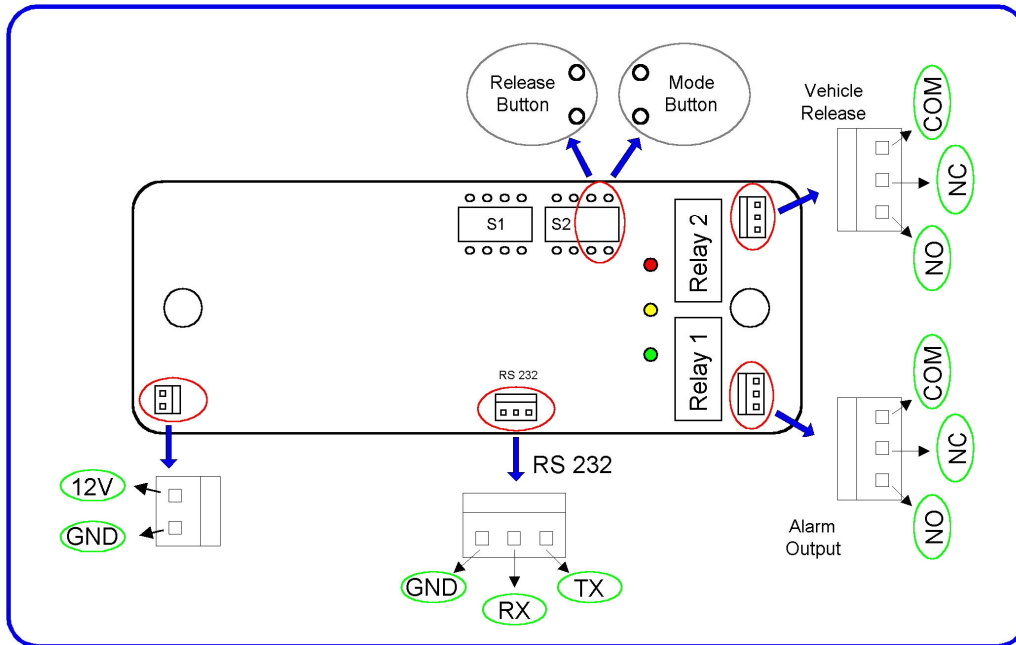 Release
Button
Mode
Button
Vehicle
Release
COM
NC
NO
S1
S2
Relay 2
Relay 1
RS 232
COM
NC
NO
Alarm
Output
12V
GND
RS 232
GND
RX
TX